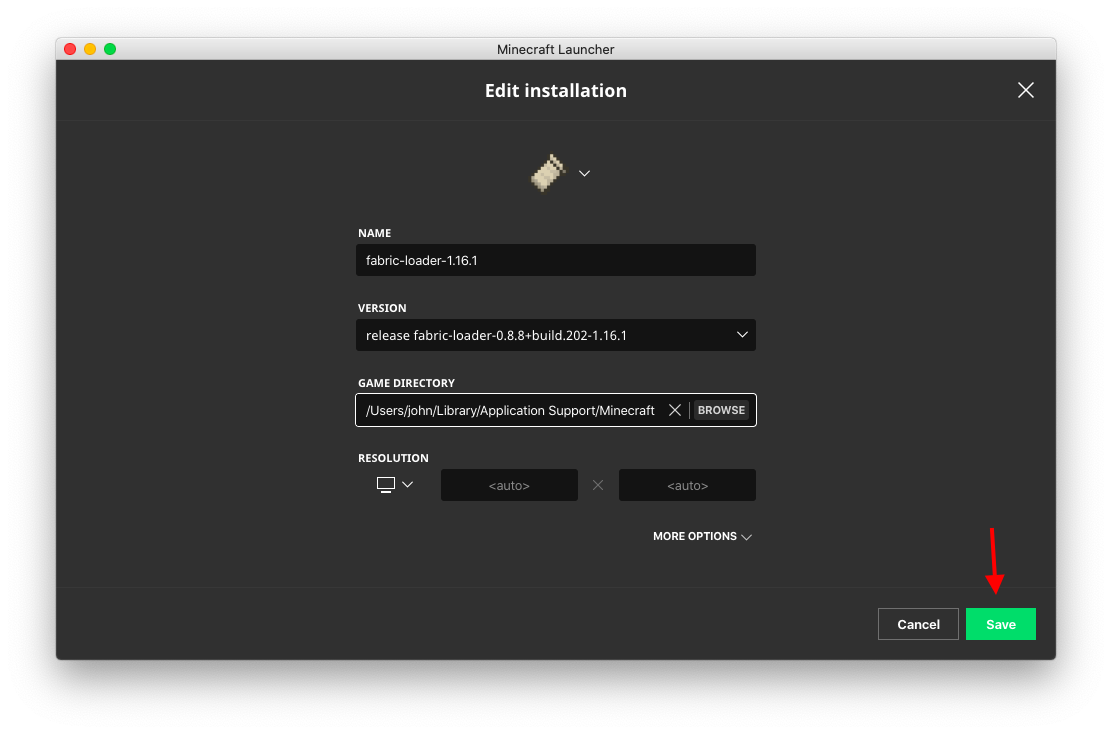 Minecraft Launcher
Edit installation
NAME
fabric-loader-1.16.1
VERSION
release fabric-loader-0.8.8+build.202-1.16.1
GAME DIRECTORY
/Users/john/Library/Application Support/Minecraft BROWSE
RESOLUTION
<auto> <auto>
MORE OPTIONS
Cancel Save